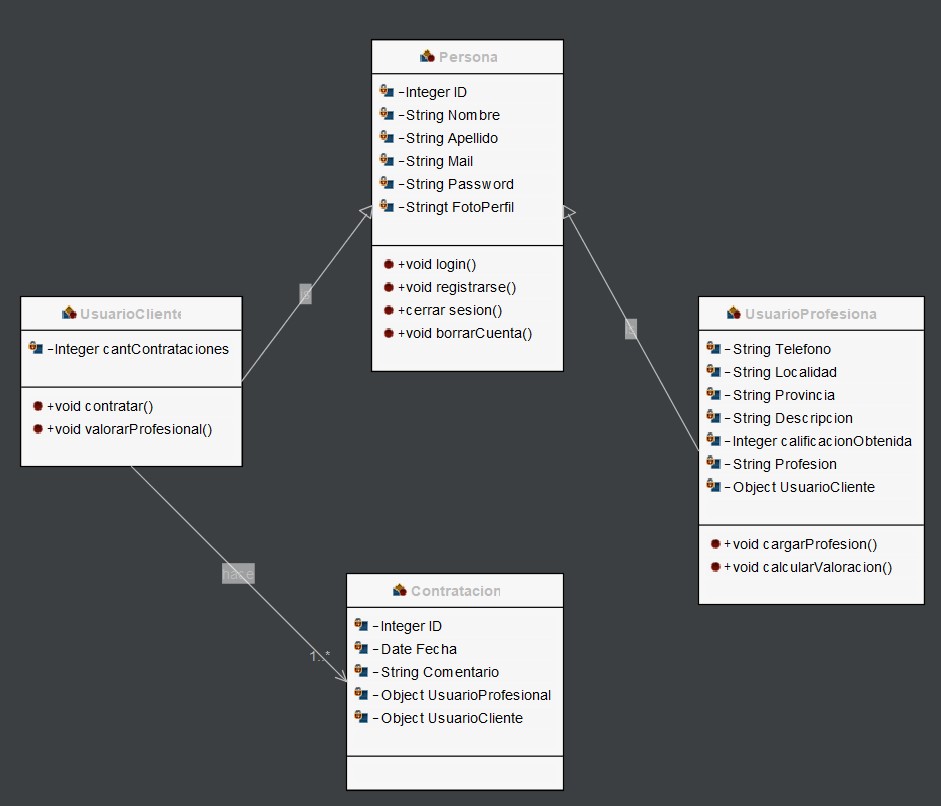 Persona
-Integer ID
-String Nombre
-String Apellido
-String Mail
-String Password
-Stringt FotoPerfil
+void login()
+void registrarse()
+cerrar sesion()
+void borrarCuenta()
UsuarioCliente
-Integer cantContrataciones
+void contratar()
+void valorarProfesional()
UsuarioProfesiona
-String Telefono
-String Localidad
-String Provincia
-String Descripcion
-Integer calificacionObtenida
-String Profesion
-Object UsuarioCliente
+void cargarProfesion()
+void calcularValoracion()
hace
1..*
Contratacion
-Integer ID
-Date Fecha
-String Comentario
-Object UsuarioProfesional
-Object UsuarioCliente